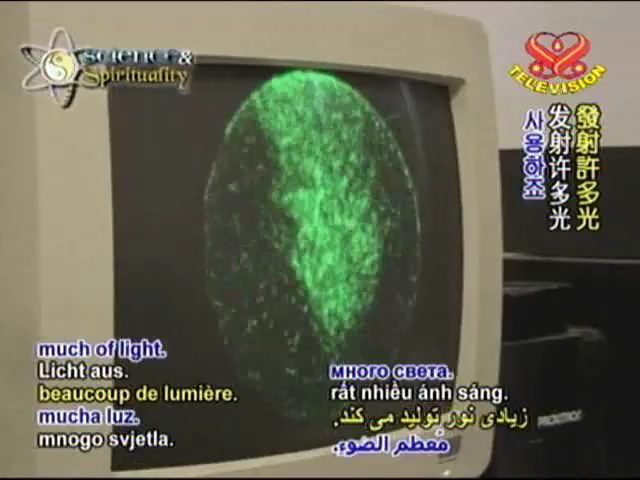 Science &
Spirituality
TELEVISION
發射許多光
发射许多光
사용하죠
much of light.
Licht aus.
beaucoup de lumière.
mucha luz.
mnogo svjetla.
много света.
rất nhiều ánh sáng.
زیادی نور تولید می کند.
مُعظم الضوء.